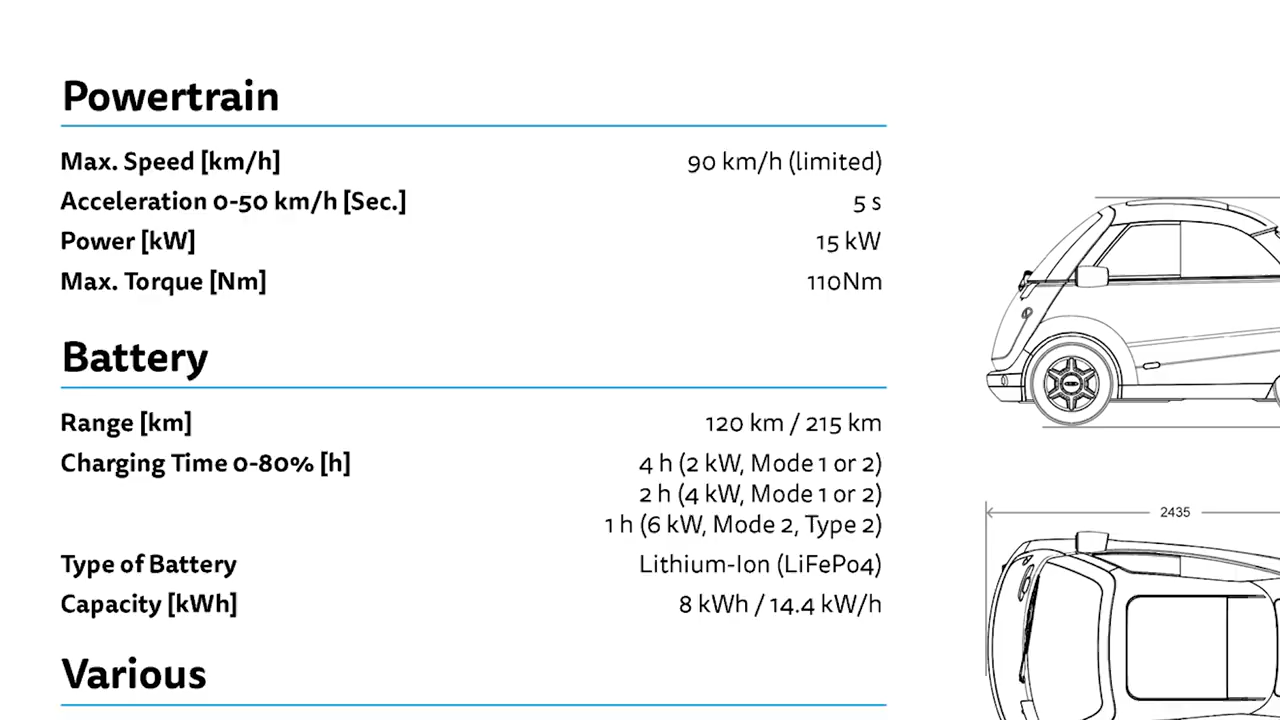 Powertrain
Max. Speed [km/h] 90 km/h (limited)
Acceleration 0-50 km/h [Sec.] 5 s
Power [kW] 15 kW
Max. Torque [Nm] 110Nm
Battery
Range [km] 120 km / 215 km
Charging Time 0-80% [h] 4 h (2 kW, Mode 1 or 2)
2 h (4 kW, Mode 1 or 2)
1 h (6 kW, Mode 2, Type 2)
Type of Battery Lithium-Ion (LiFePo4)
Capacity [kWh] 8 kWh / 14.4 kW/h
Various
2435